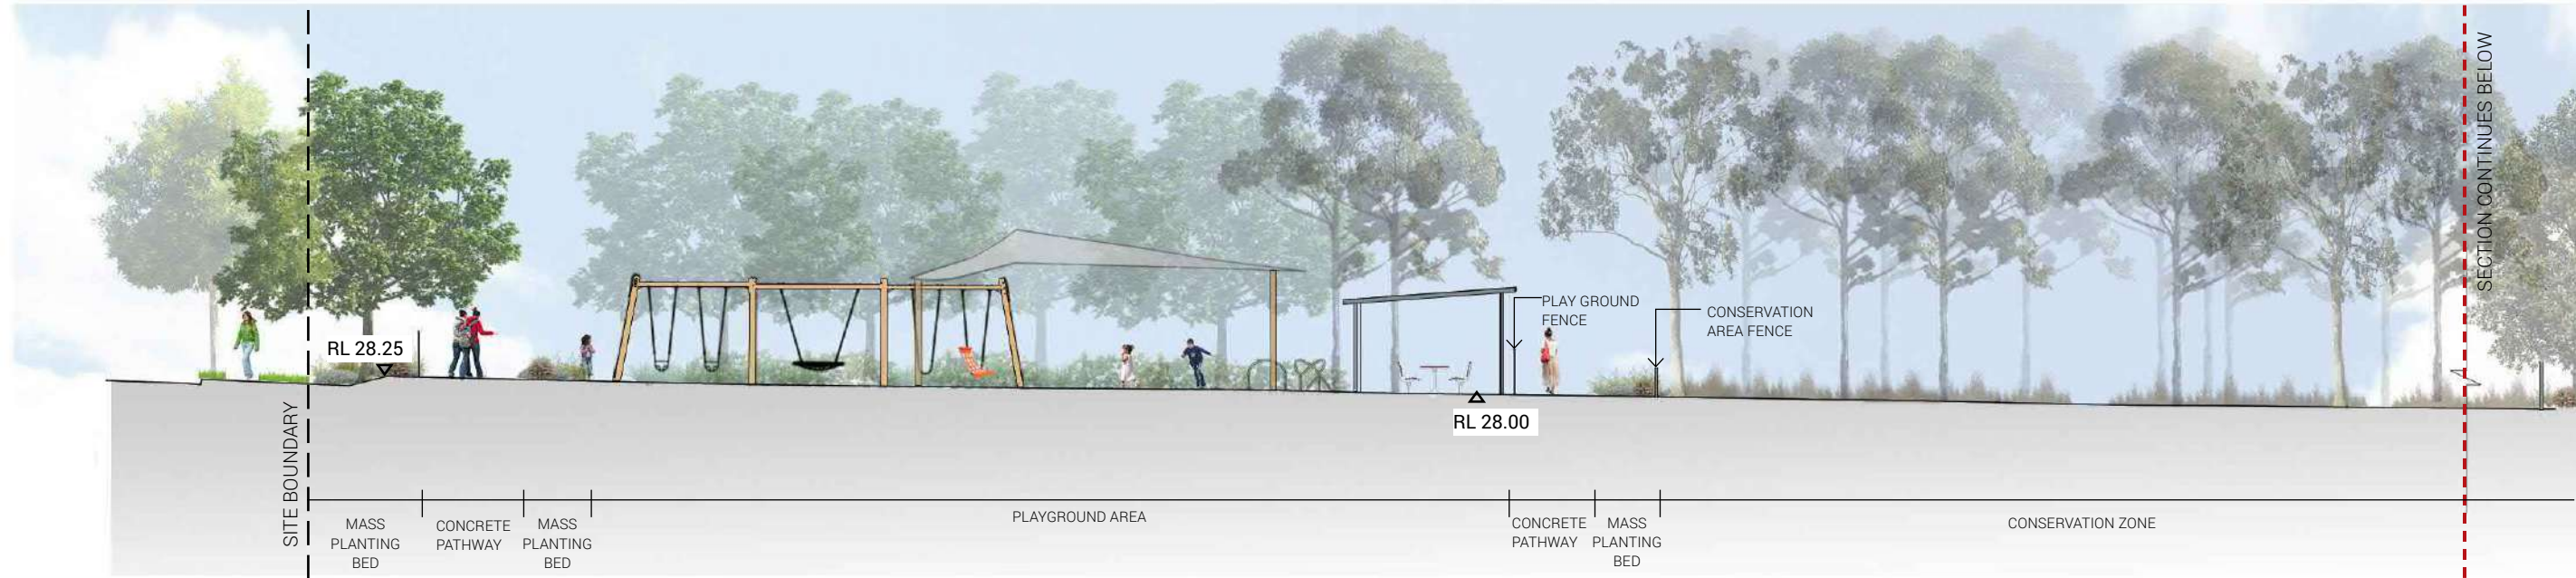 SECTION CONTINUES BELOW
PLAY GROUND
FENCE
CONSERVATION
AREA FENCE
RL 28.25
RL 28.00
SITE BOUNDARY
MASS
PLANTING
BED
CONCRETE
PATHWAY
MASS
PLANTING
BED
PLAYGROUND AREA
CONCRETE
PATHWAY
MASS
PLANTING
BED
CONSERVATION ZONE